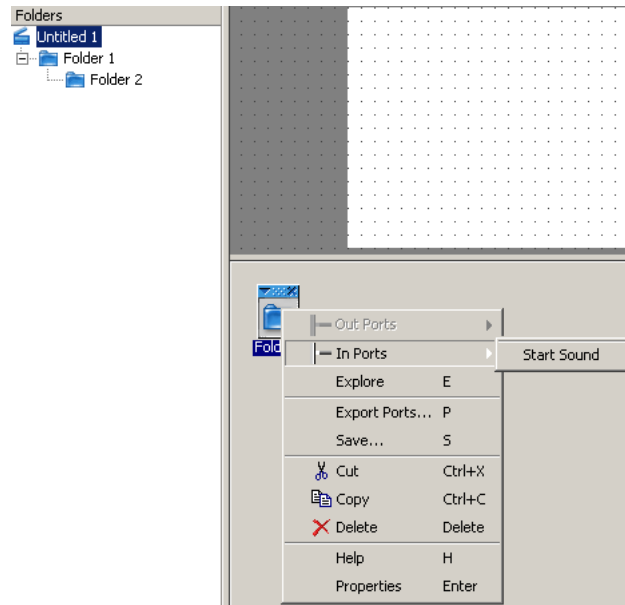 Folders
Untitled 1
Folder 1
Folder 2
Out Ports
In Ports
Start Sound
Explore E
Export Ports... P
Save... S
Cut Ctrl+X
Copy Ctrl+C
Delete Delete
Help H
Properties Enter